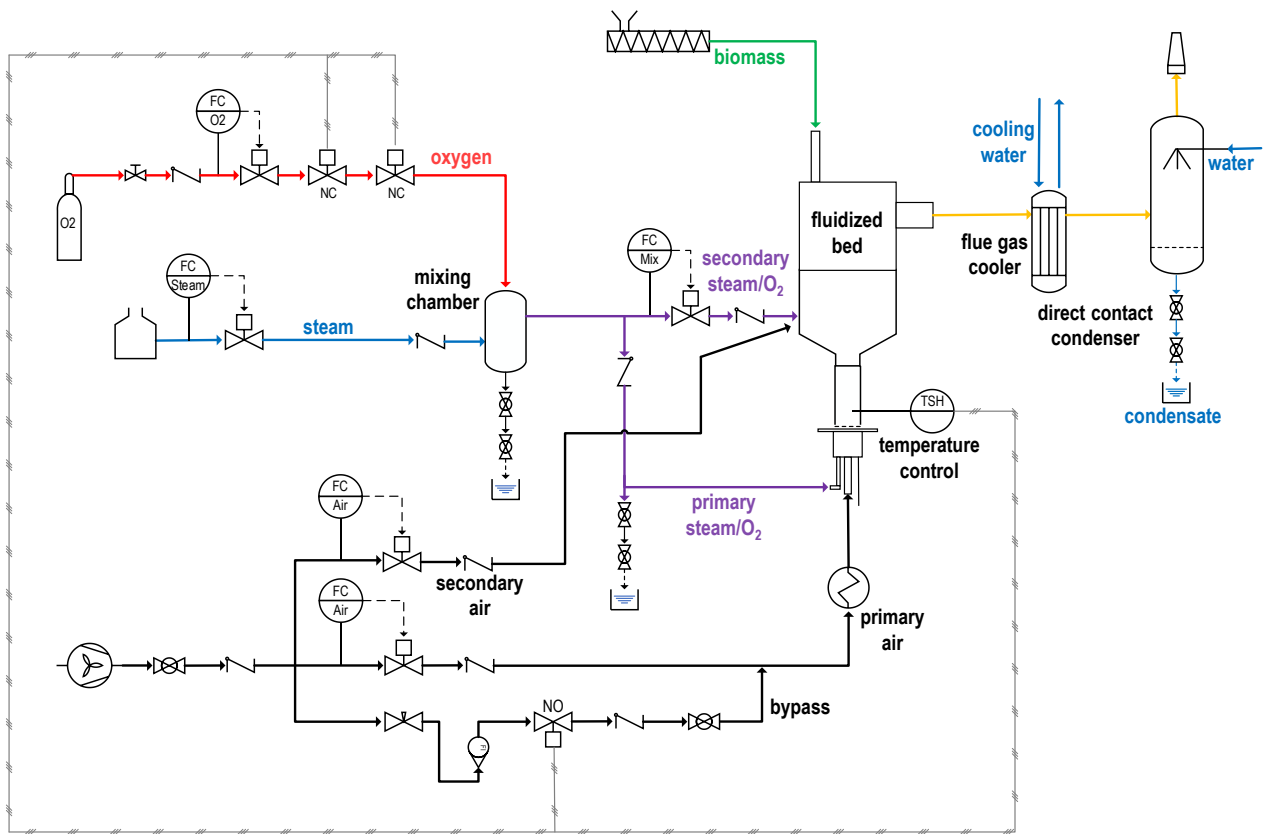 biomass
FC
O2
oxygen
NC
NC
O2
cooling
water
water
FC
Steam
mixing
chamber
FC
Mix
secondary
steam/O₂
fluidized
bed
flue gas
cooler
direct contact
condenser
steam
TSH
condensate
temperature
control
FC
Air
primary
steam/O₂
secondary
air
FC
Air
primary
air
NO
bypass
FI